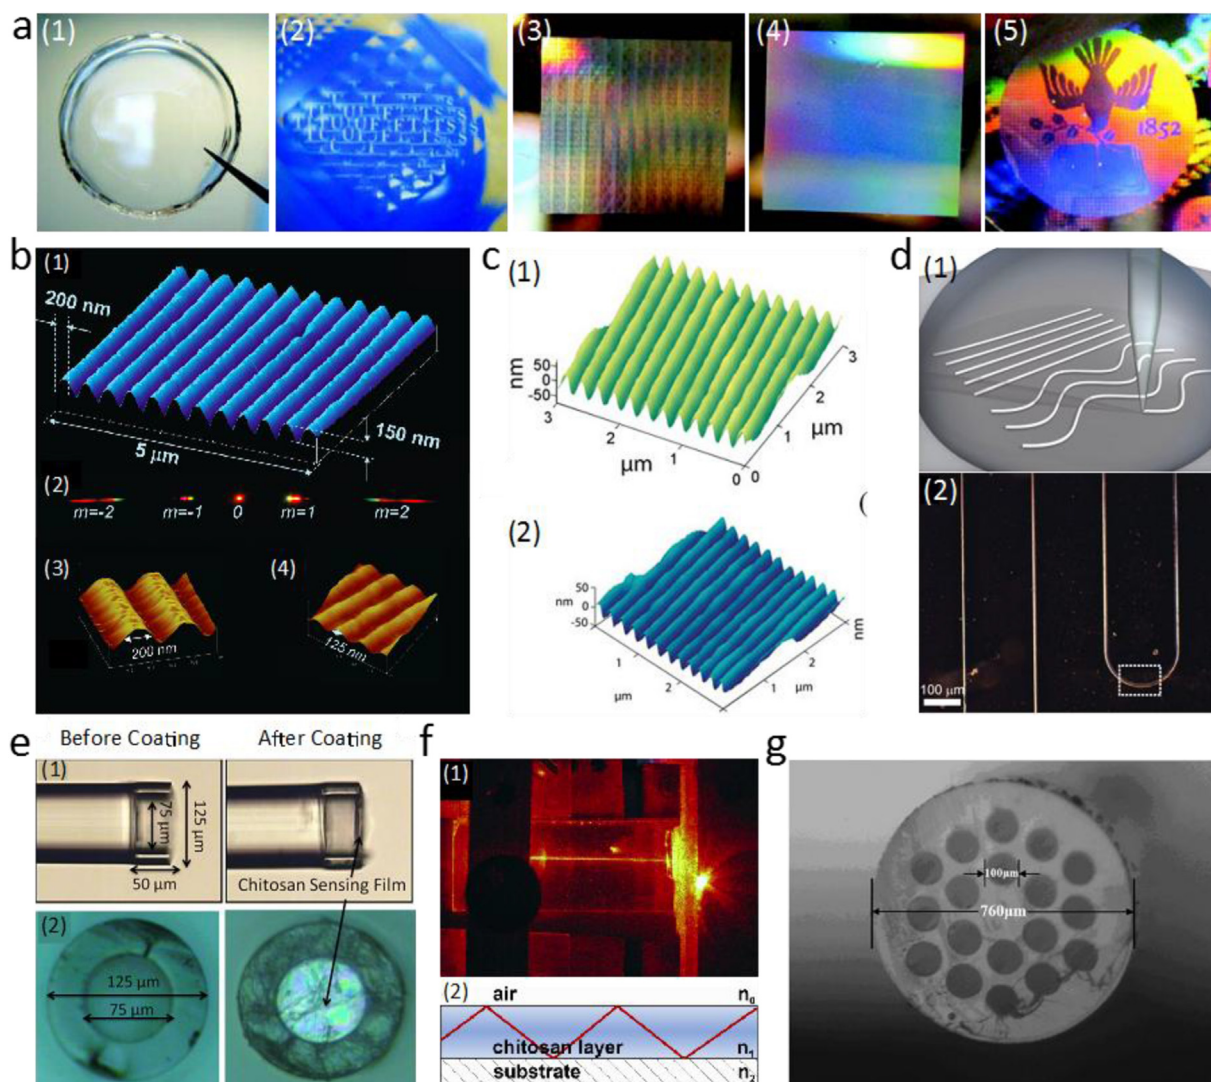 a
(1)
(2)
(3)
(4)
(5)
1852
b
(1)
200 nm
150 nm
5 µm
(2)
m=-2
m=-1
0
m=1
m=2
(3)
200 nm
(4)
125 nm
c
(1)
nm
50
0
-50
3
2
1
0
µm
3
2
1
0
µm
(
(2)
nm
50
0
-50
1
2
µm
2
1
µm
nm
d
(1)
(2)
100 µm
e
Before Coating
After Coating
(1)
75 µm
125 µm
50 µm
Chitosan Sensing Film
(2)
125 µm
75 µm
f
(1)
(2)
air
n0
chitosan layer
n1
substrate
n2
g
100µm
760µm